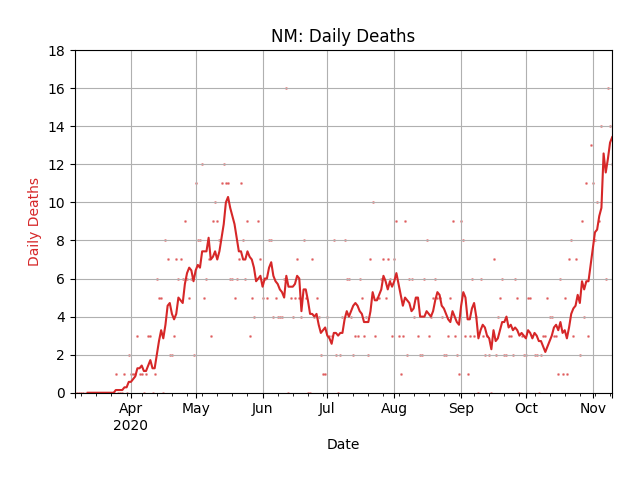 NM: Daily Deaths
Daily Deaths
18
16
14
12
10
8
6
4
2
0
Apr
2020
May
Jun
Jul
Aug
Sep
Oct
Nov
Date